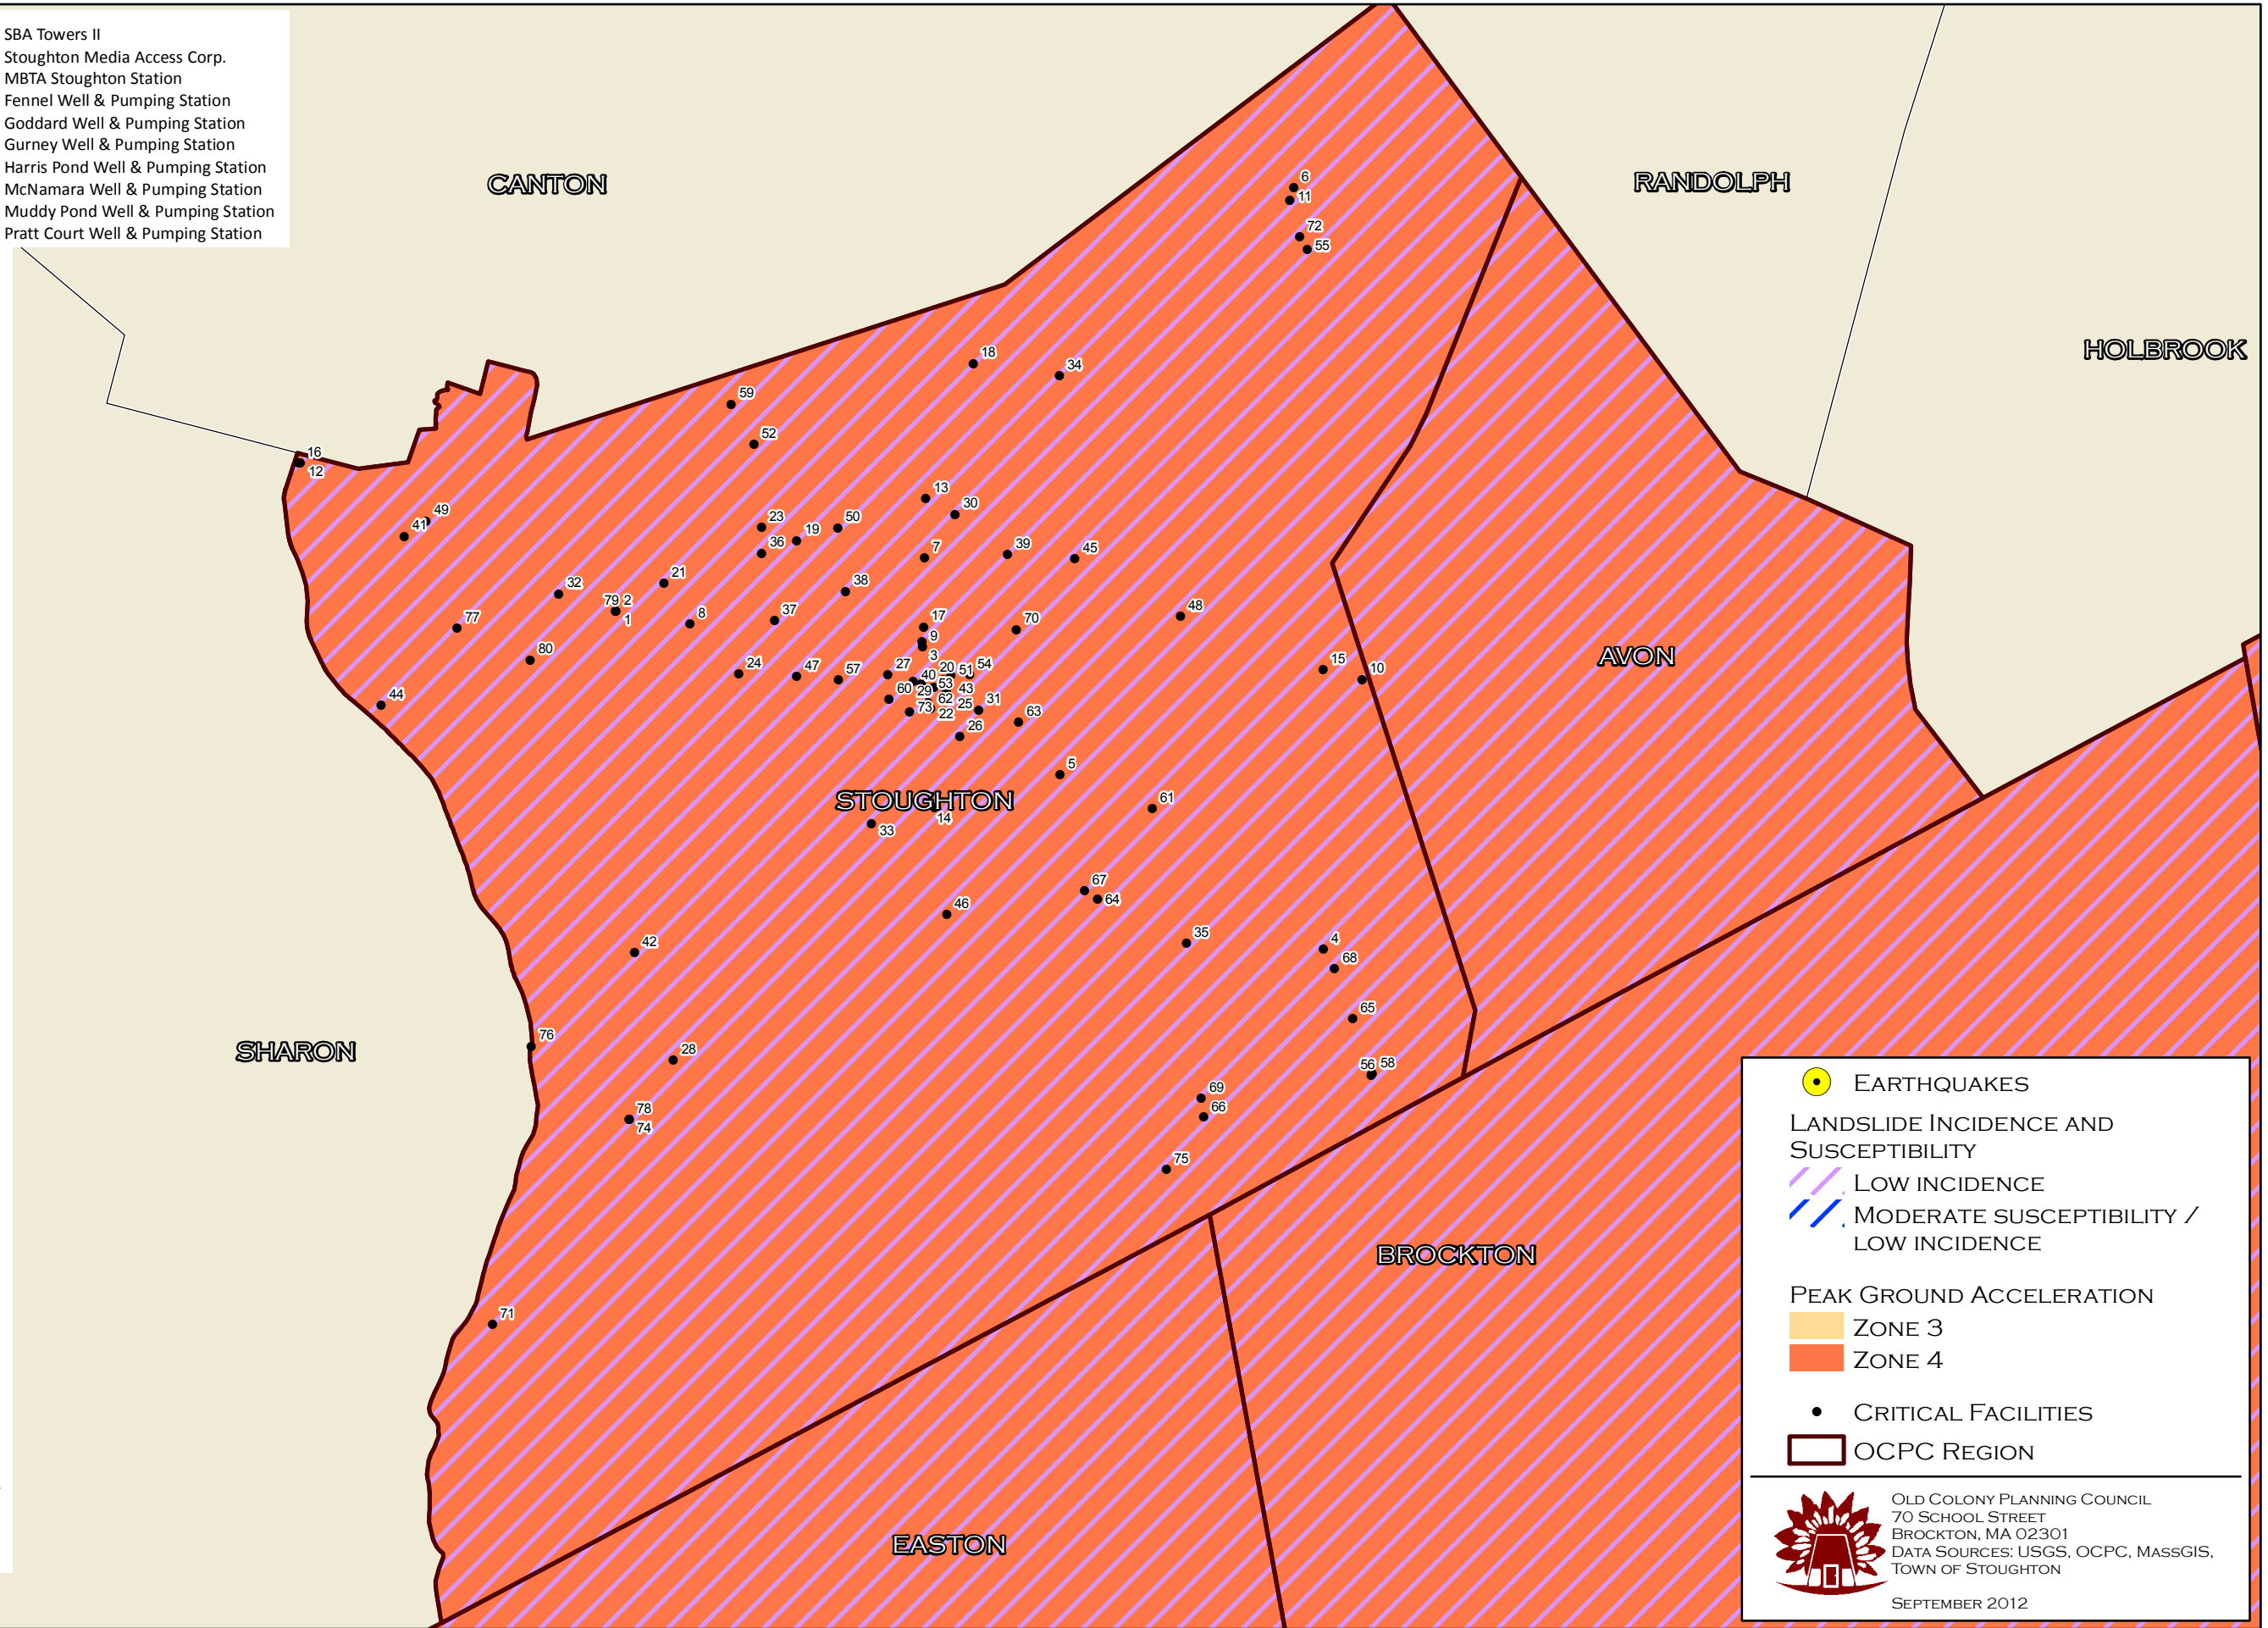 SBA Towers II
Stoughton Media Access Corp.
MBTA Stoughton Station
Fennel Well & Pumping Station
Goddard Well & Pumping Station
Gurney Well & Pumping Station
Harris Pond Well & Pumping Station
McNamara Well & Pumping Station
Muddy Pond Well & Pumping Station
Pratt Court Well & Pumping Station
CANTON
RANDOLPH
HOLBROOK
6
11
72
55
18
34
59
52
16
12
49
41
13
30
23
19
50
36
7
39
45
21
38
32
79 2
1
8
37
17
48
77
9
70
80
3
24
47
57
27
20
51
54
15
10
AVON
40
53
44
60
29
43
62
73
22
25
31
63
26
5
STOUGHTON
61
14
33
67
64
46
35
42
4
68
65
SHARON
76
28
56 58
69
66
78
74
75
BROCKTON
71
EASTON
EARTHQUAKES
LANDSLIDE INCIDENCE AND
SUSCEPTIBILITY
LOW INCIDENCE
MODERATE SUSCEPTIBILITY /
LOW INCIDENCE
PEAK GROUND ACCELERATION
ZONE 3
ZONE 4
CRITICAL FACILITIES
OCPC REGION
OLD COLONY PLANNING COUNCIL
70 SCHOOL STREET
BROCKTON, MA 02301
DATA SOURCES: USGS, OCPC, MASSGIS,
TOWN OF STOUGHTON
SEPTEMBER 2012